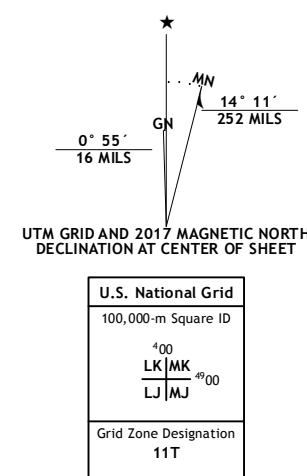 ★
MN
GN
14° 11´
252 MILS
0° 55´
16 MILS
UTM GRID AND 2017 MAGNETIC NORTH
DECLINATION AT CENTER OF SHEET
U.S. National Grid
100,000-m Square ID
⁴00
LK MK
⁴⁹00
LJ MJ
Grid Zone Designation
11T